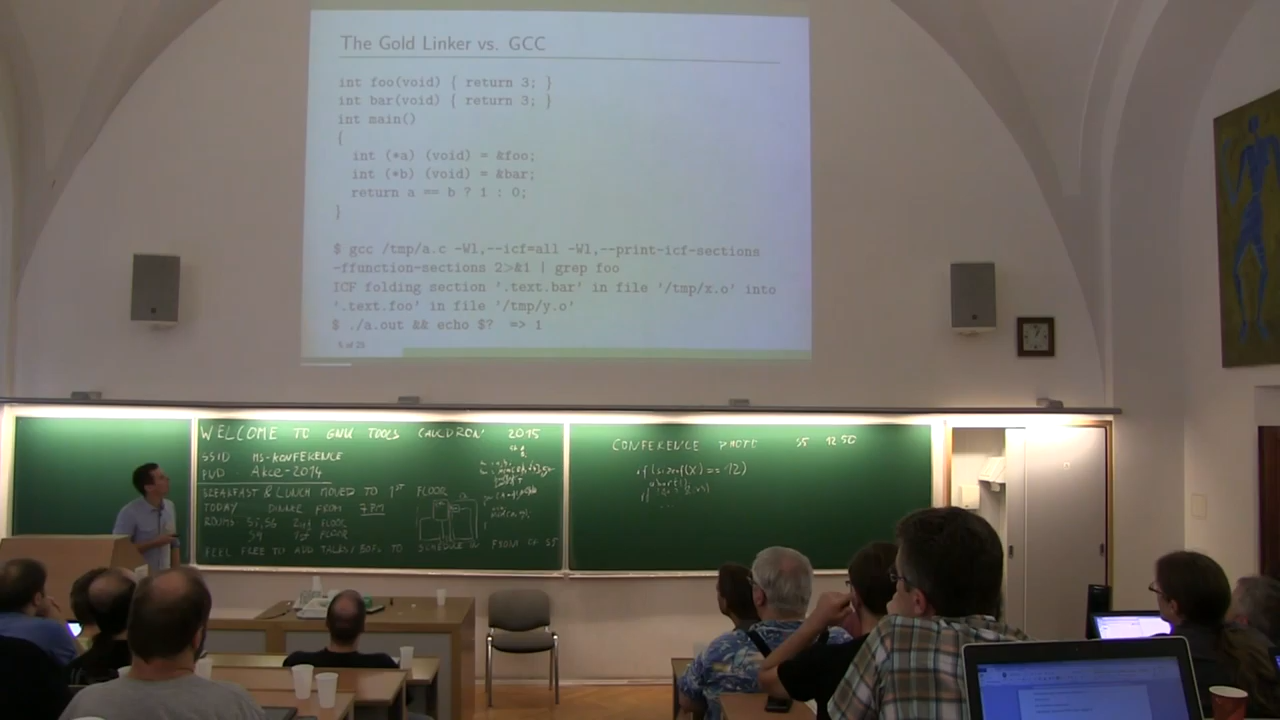 The Gold Linker vs. GCC
int foo(void) { return 3; }
int bar(void) { return 3; }
int main()
{
int (*a) (void) = &foo;
int (*b) (void) = &bar;
return a == b ? 1 : 0;
}
$ gcc /tmp/a.c -Wl,--icf=all -Wl,--print-icf-sections
-ffunction-sections 2>&1 | grep foo
ICF folding section '.text.bar' in file '/tmp/x.o' into
'.text.foo' in file '/tmp/y.o'
$ ./a.out && echo $? => 1
5 of 25
WELCOME TO GNU TOOLS CAULDRON 2015
SSID MS-KONFERENCE
PWD - Akce-2014
BREAKFAST & LUNCH MOVED TO 1ST FLOOR
TODAY DINNER FROM 7PM
ROOMS S5, S6 2nd FLOOR
S9 1st FLOOR
FEEL FREE TO ADD TALKS/BOFS TO SCHEDULE IN FRONT OF S5
CONFERENCE PHOTO S5 12 50
if (sizeof(X) == 12)
abort();